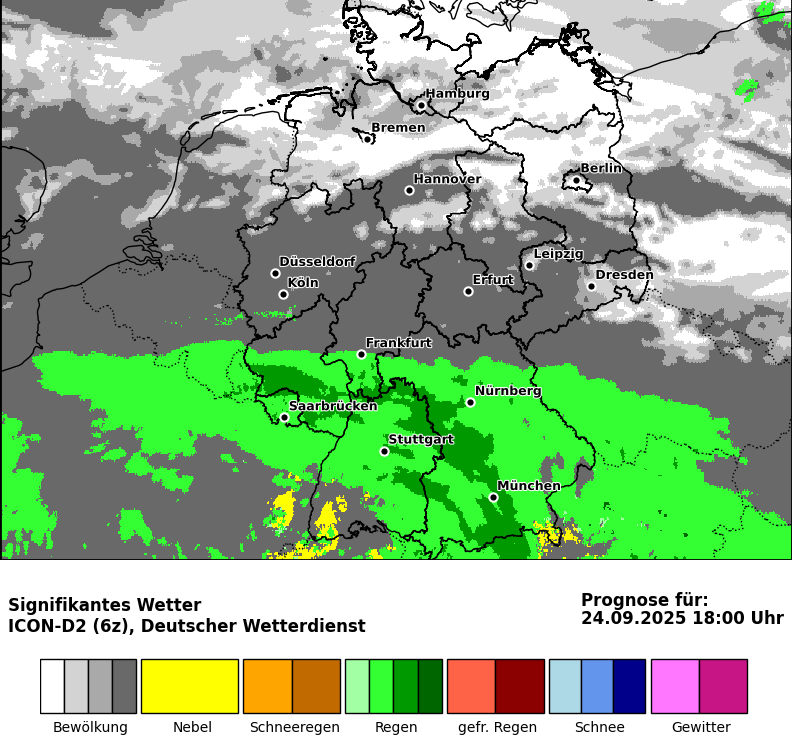 Hamburg
Bremen
Berlin
Hannover
Leipzig
Düsseldorf
Dresden
Köln
Erfurt
Frankfurt
Nürnberg
Saarbrücken
Stuttgart
München
Signifikantes Wetter
ICON-D2 (6z), Deutscher Wetterdienst
Prognose für:
24.09.2025 18:00 Uhr
Bewölkung
Nebel
Schneeregen
Regen
gefr. Regen
Schnee
Gewitter